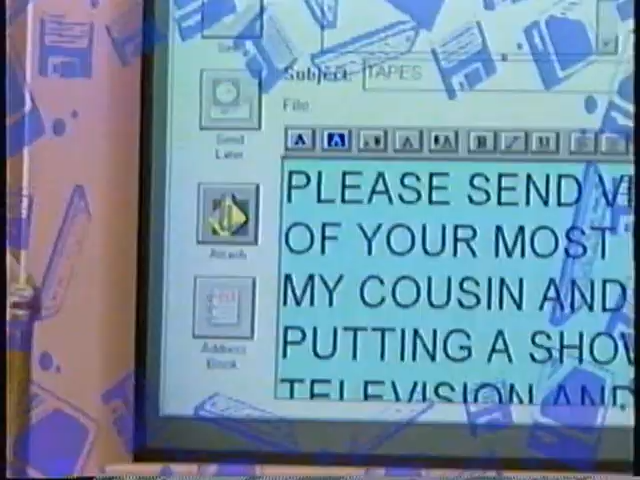 Subject: TAPES
File
Send
Later
Attach
Address
Book
PLEASE SEND
OF YOUR MOST
MY COUSIN AND
PUTTING A SHOW
TELEVISION AND